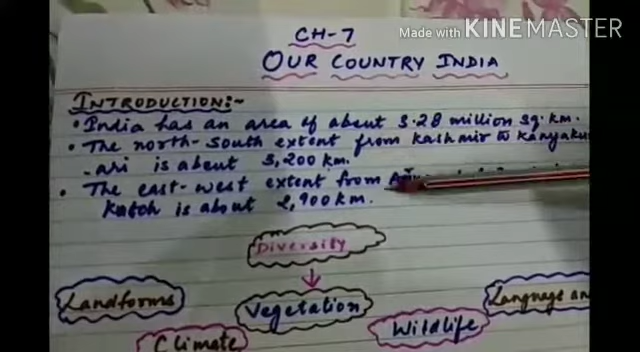 Made with KINEMASTER
CH-7
OUR COUNTRY INDIA
INTRODUCTION:~
• India has an area of about 3.28 million sq.km.
• The north-south extent from Kashmir to Kanyaku
-ari is about 3,200 km.
• The east-west extent from
Kutch is about 2,900 km.
Diversity
Landforms
Vegetation
Language an
Climate
Wildlife